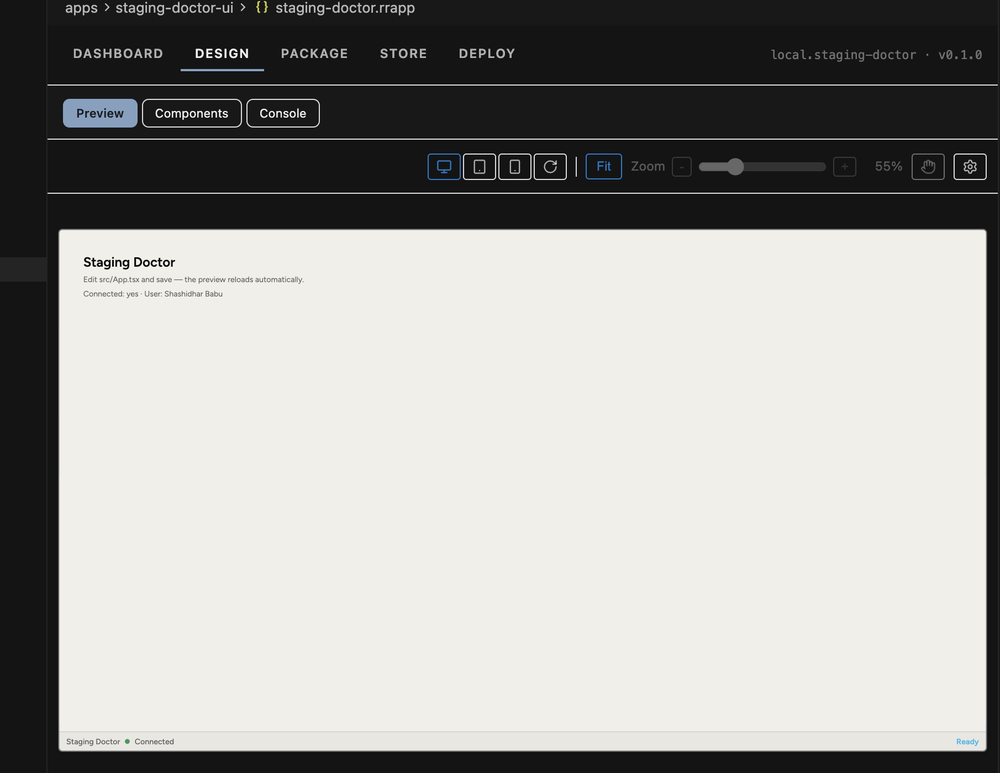 apps > staging-doctor-ui > {} staging-doctor.rrapp
DASHBOARD DESIGN PACKAGE STORE DEPLOY local.staging-doctor · v0.1.0
Preview Components Console
Fit Zoom - + 55%
Staging Doctor
Edit src/App.tsx and save — the preview reloads automatically.
Connected: yes · User: Shashidhar Babu
Staging Doctor ● Connected Ready